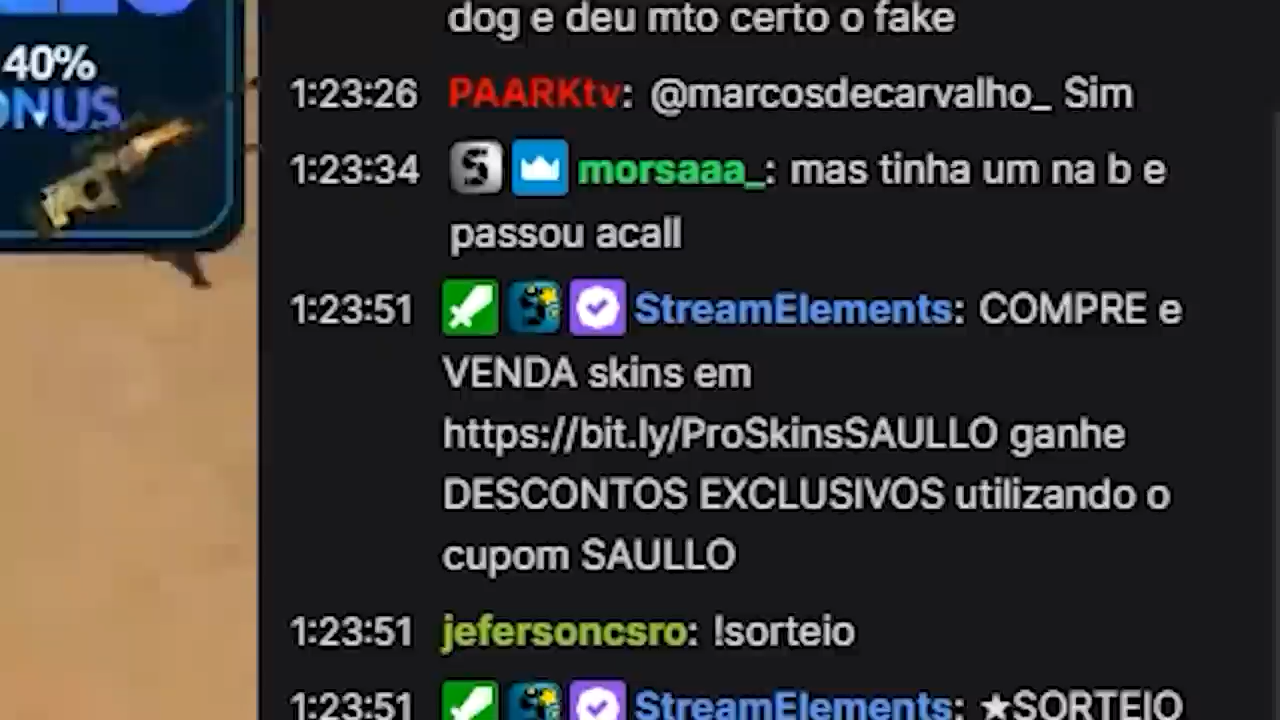 40%
ONUS
dog e deu mto certo o fake
1:23:26 PAARKtv: @marcosdecarvalho_ Sim
1:23:34 morsaaa_: mas tinha um na b e
passou acall
1:23:51 StreamElements: COMPRE e
VENDA skins em
https://bit.ly/ProSkinsSAULLO ganhe
DESCONTOS EXCLUSIVOS utilizando o
cupom SAULLO
1:23:51 jefersoncsro: !sorteio
1:23:51 StreamElements: ★SORTEIO